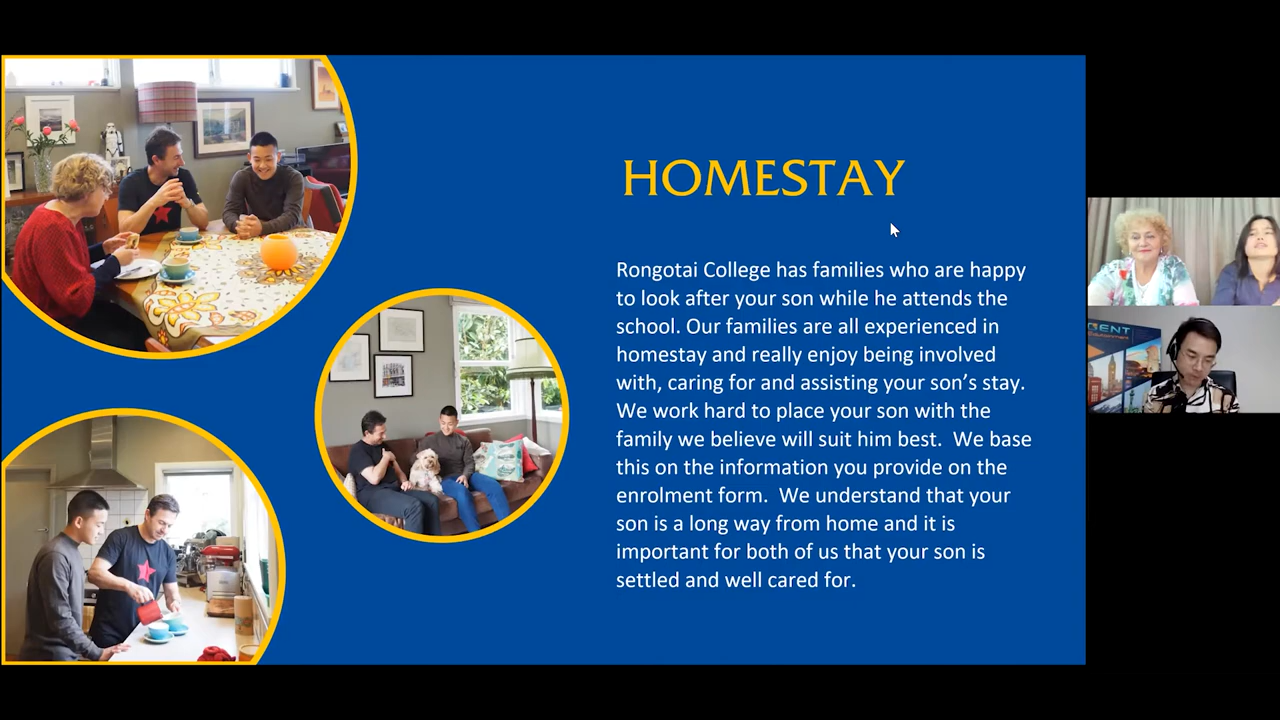 HOMESTAY
Rongotai College has families who are happy
to look after your son while he attends the
school. Our families are all experienced in
homestay and really enjoy being involved
with, caring for and assisting your son’s stay.
We work hard to place your son with the
family we believe will suit him best.  We base
this on the information you provide on the
enrolment form.  We understand that your
son is a long way from home and it is
important for both of us that your son is
settled and well cared for.